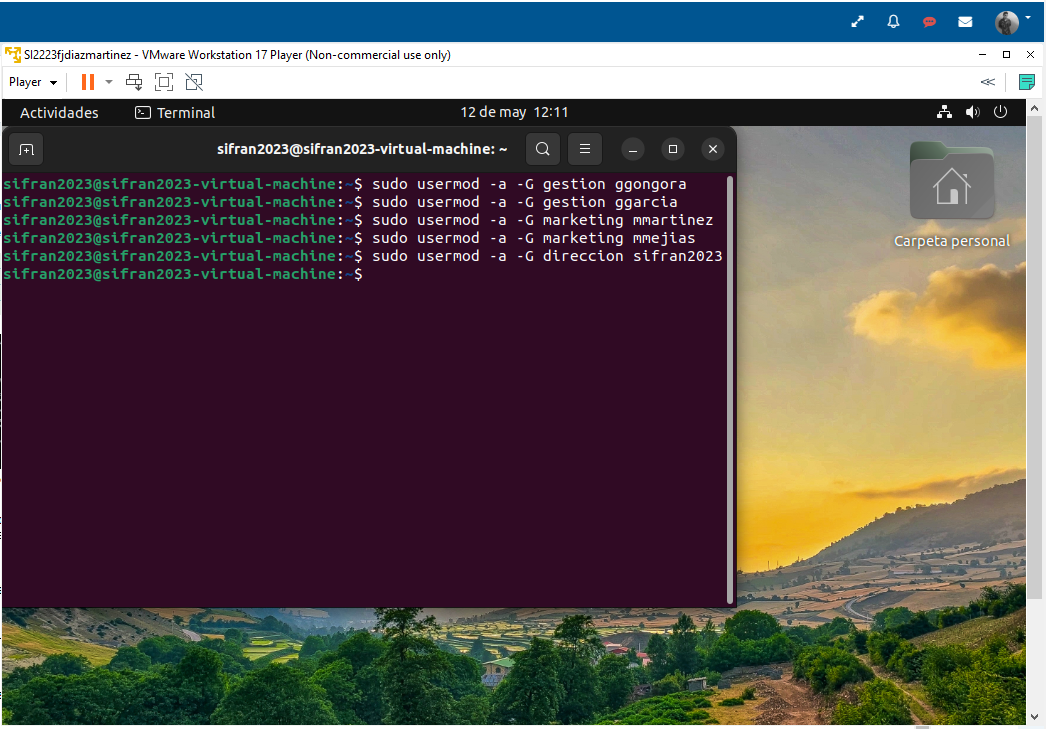 SI2223fjdiazmartinez - VMware Workstation 17 Player (Non-commercial use only)
Player
Actividades
Terminal
12 de may 12:11
sifran2023@sifran2023-virtual-machine: ~
sifran2023@sifran2023-virtual-machine:~$ sudo usermod -a -G gestion ggongora
sifran2023@sifran2023-virtual-machine:~$ sudo usermod -a -G gestion ggarcia
sifran2023@sifran2023-virtual-machine:~$ sudo usermod -a -G marketing mmartinez
sifran2023@sifran2023-virtual-machine:~$ sudo usermod -a -G marketing mmejias
sifran2023@sifran2023-virtual-machine:~$ sudo usermod -a -G direccion sifran2023
sifran2023@sifran2023-virtual-machine:~$
Carpeta personal